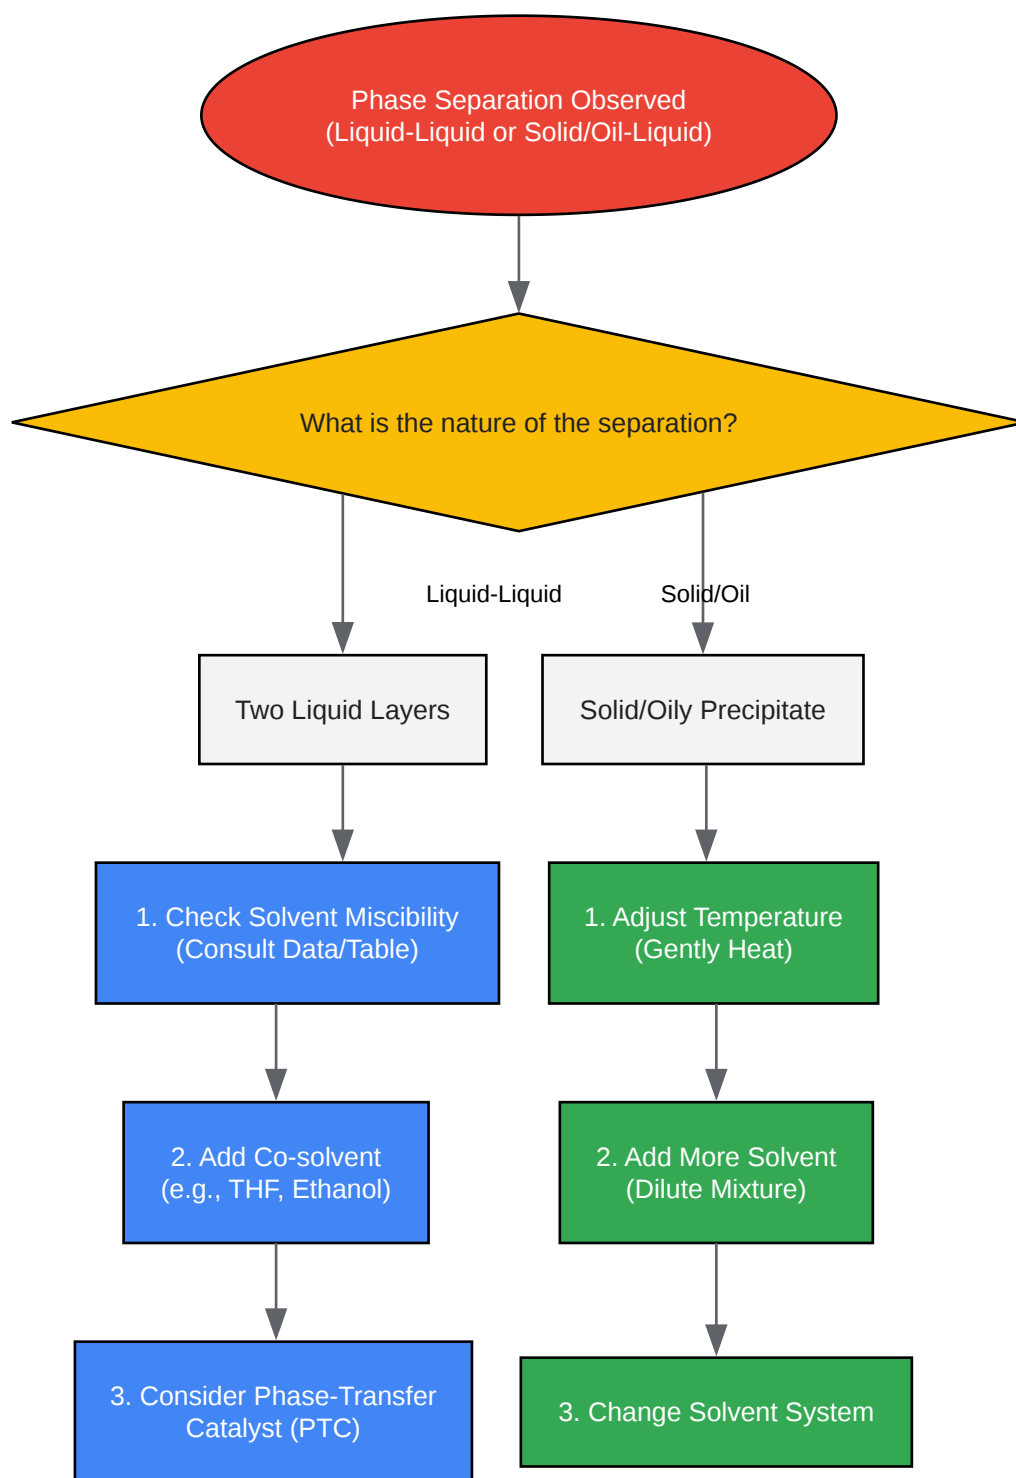 Phase Separation Observed
(Liquid-Liquid or Solid/Oil-Liquid)
What is the nature of the separation?
Liquid-Liquid
Solid/Oil
Two Liquid Layers
Solid/Oily Precipitate
1. Check Solvent Miscibility
(Consult Data/Table)
1. Adjust Temperature
(Gently Heat)
2. Add Co-solvent
(e.g., THF, Ethanol)
2. Add More Solvent
(Dilute Mixture)
3. Consider Phase-Transfer
Catalyst (PTC)
3. Change Solvent System